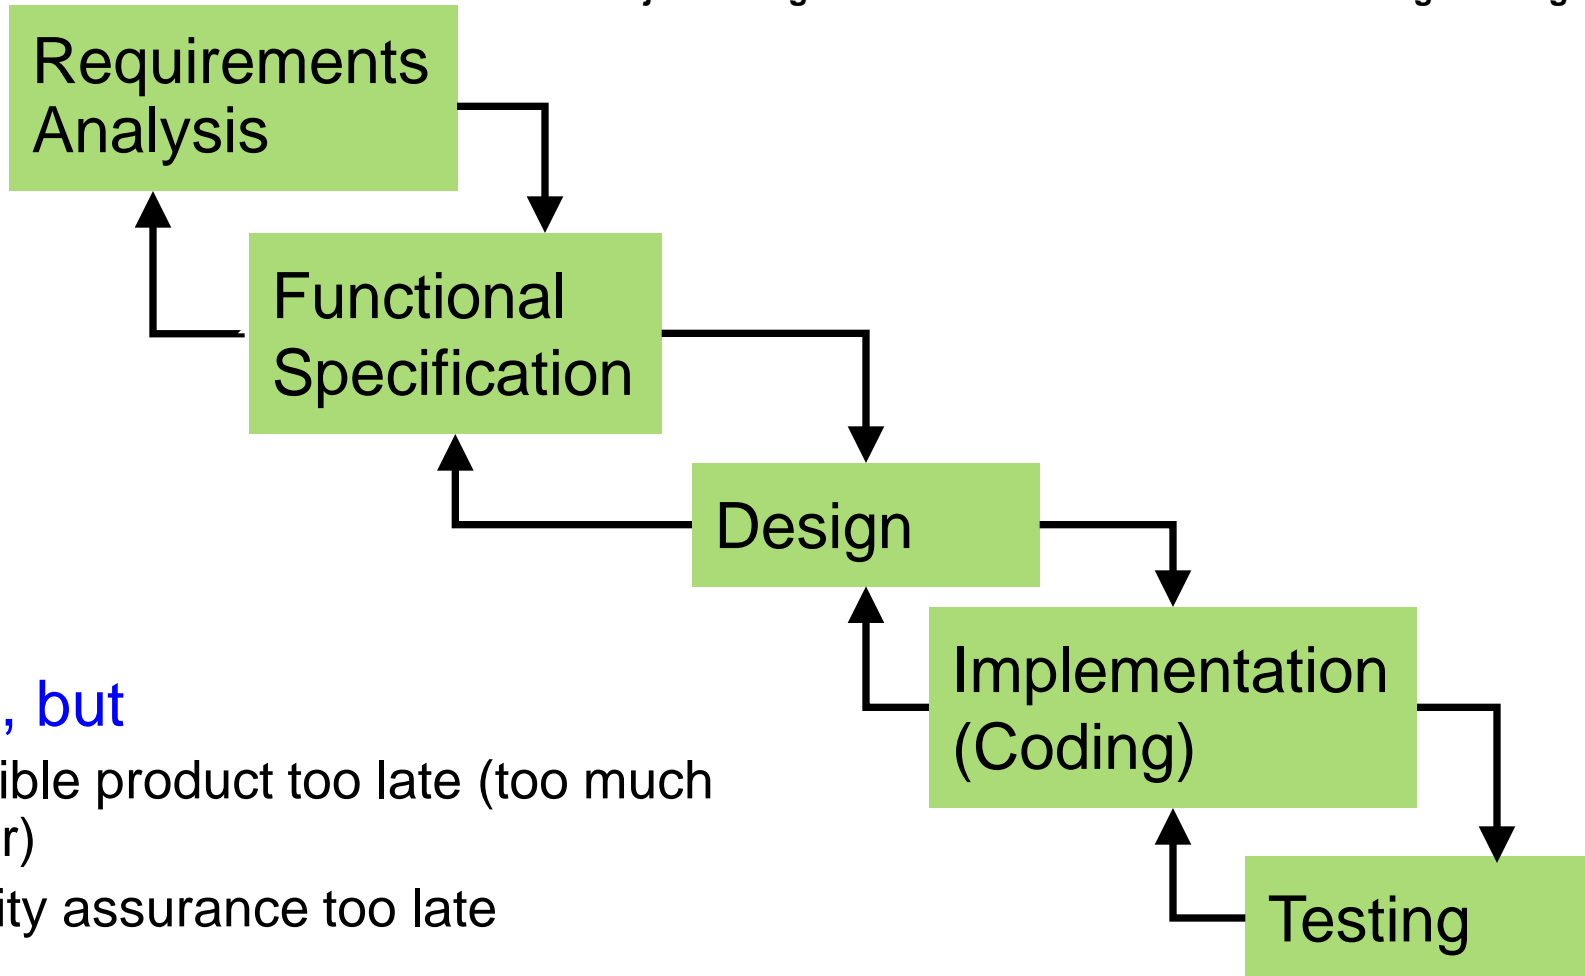 Requirements
Analysis
Functional
Specification
Design
Implementation
(Coding)
Testing
, but
ible product too late (too much
r)
ity assurance too late